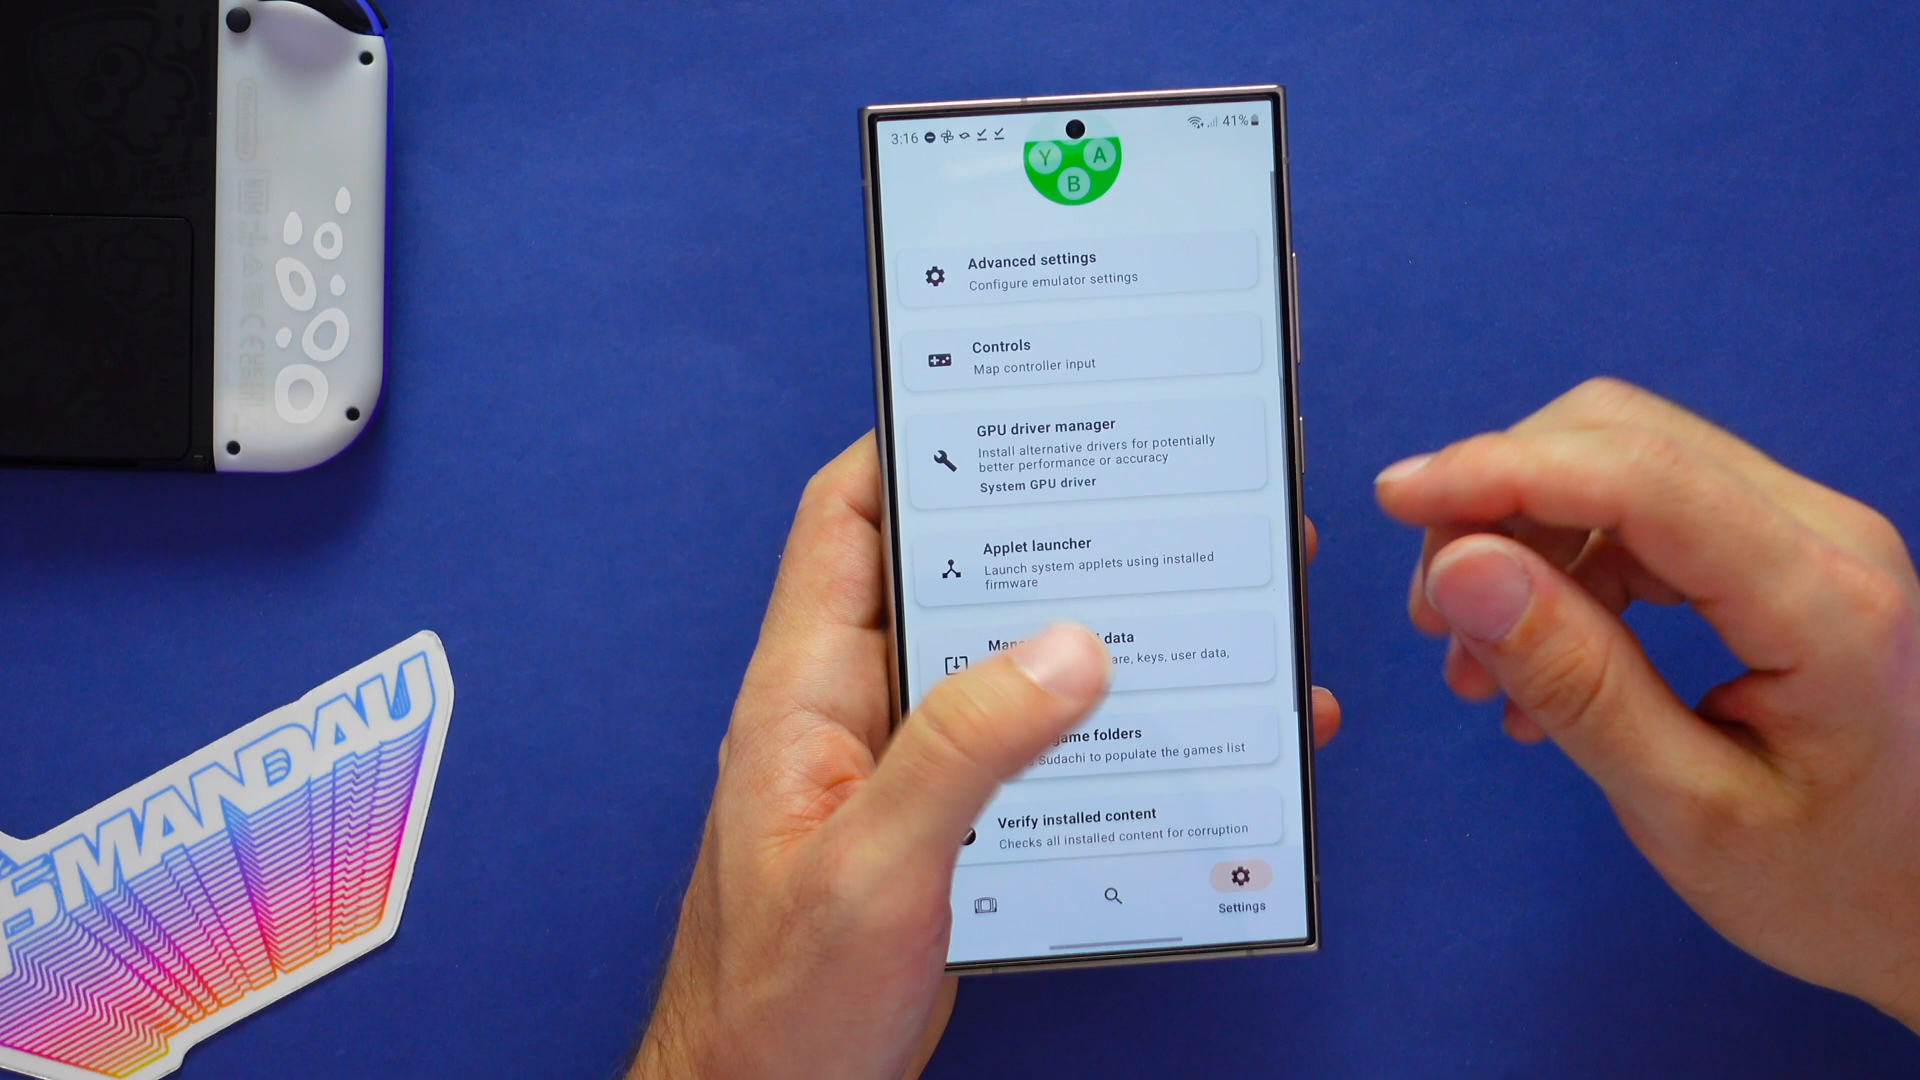 3:16
41%
Y A
B
Advanced settings
Configure emulator settings
Controls
Map controller input
GPU driver manager
Install alternative drivers for potentially
better performance or accuracy
System GPU driver
Applet launcher
Launch system applets using installed
firmware
data
keys, user data,
game folders
Sudachi to populate the games list
Verify installed content
Checks all installed content for corruption
Settings
SMANDAU
Nintendo